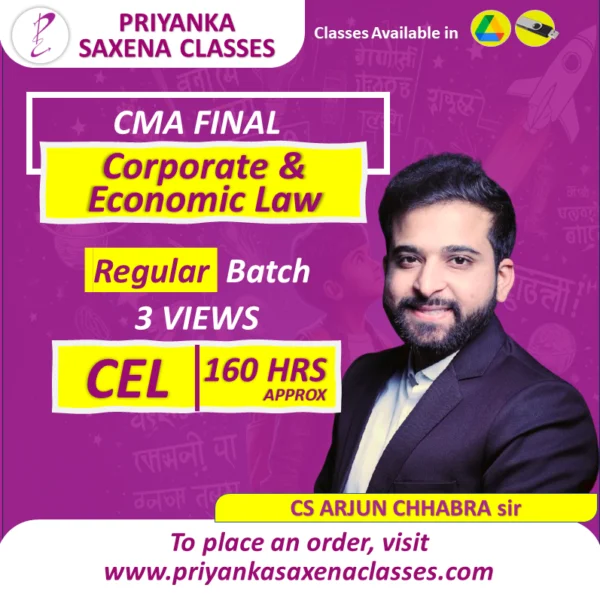 PRIYANKA
SAXENA CLASSES
Classes Available in
CMA FINAL
Corporate &
Economic Law
Regular Batch
3 VIEWS
CEL 160 HRS
APPROX
CS ARJUN CHHABRA sir
To place an order, visit
www.priyankasaxenaclasses.com